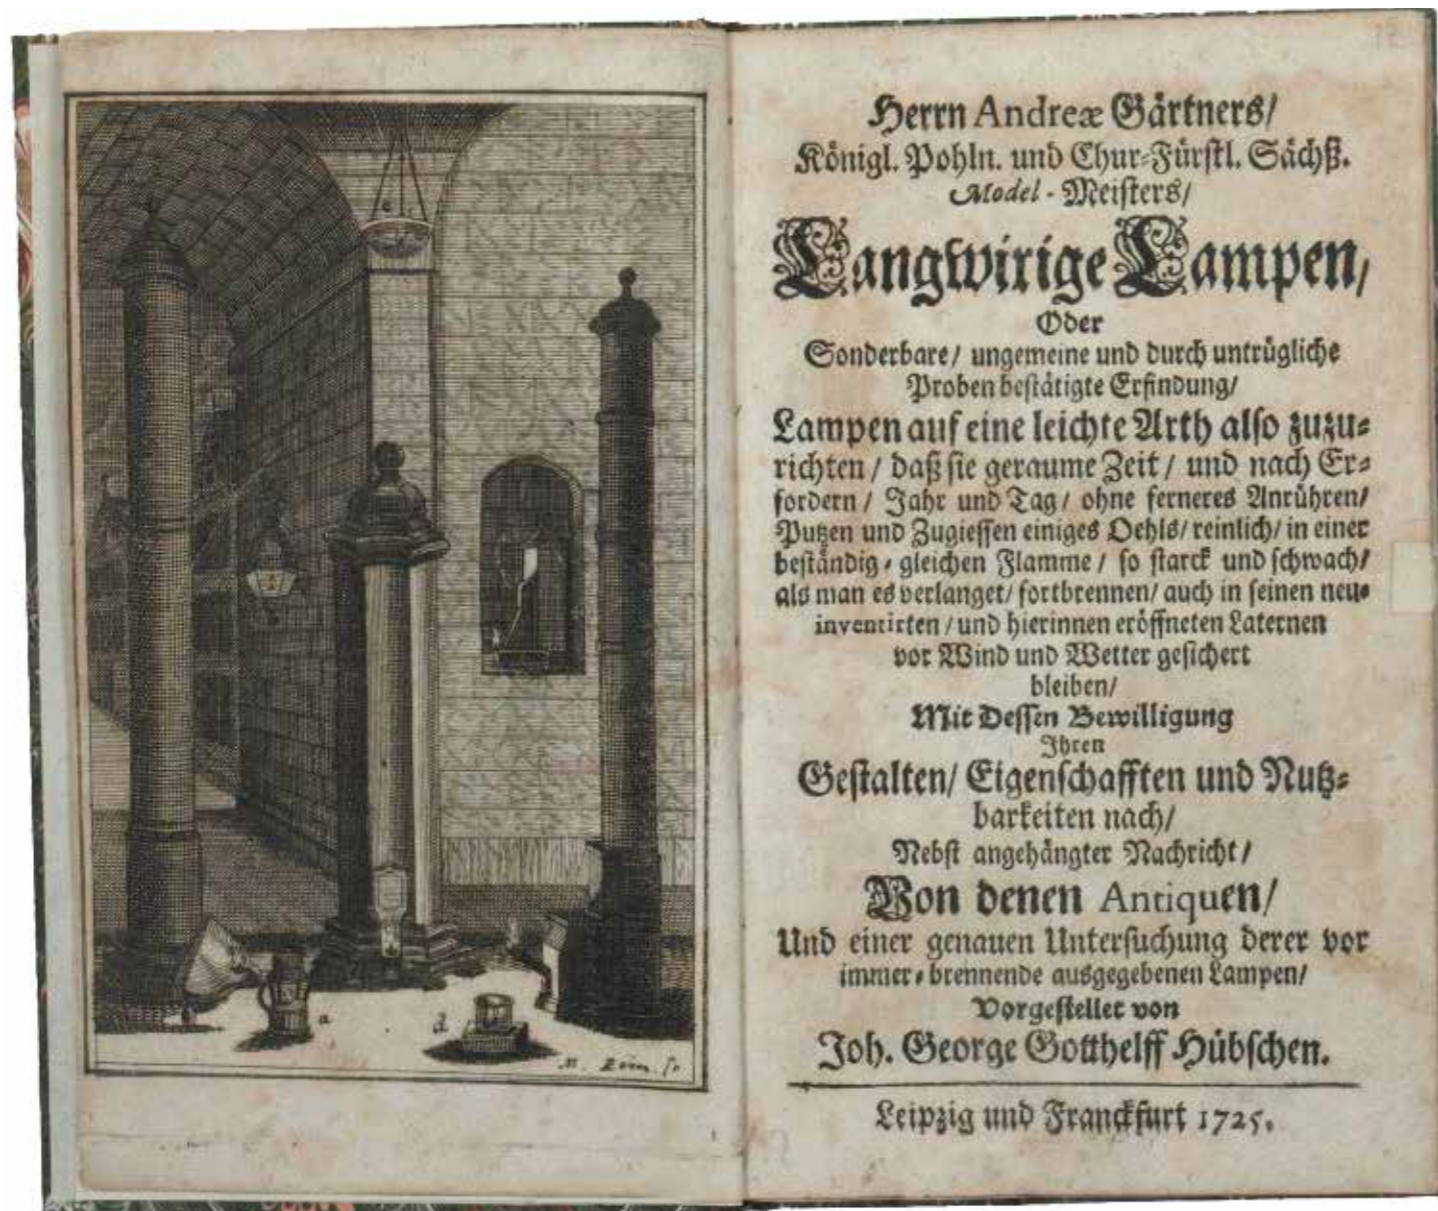 c
a
d
Herrn Andreæ Gärtners/
Königl. Pohln. und Chur-Fürstl. Sächß.
Model-Meisters/
Langwirige Lampen,
Oder
Sonderbare/ ungemeine und durch untrügliche
Proben bestätigte Erfindung/
Lampen auf eine leichte Arth also zuzu-
richten / daß sie geraume Zeit / und nach Er-
fordern / Jahr und Tag / ohne ferneres Anrühren/
Putzen und Zugiessen einiges Oehls/ reinlich/ in einer
beständig-gleichen Flamme / so starck und schwach/
als man es verlanget/ fortbrennen/ auch in seinen neu-
inventirten / und hierinnen eröffneten Laternen
vor Wind und Wetter gesichert
bleiben/
Mit Dessen Bewilligung
Ihren
Gestalten/ Eigenschafften und Nutz-
barkeiten nach/
Nebst angehängter Nachricht /
Von denen Antiquen/
Und einer genauen Untersuchung derer vor
immer-brennende ausgegebenen Lampen/
Vorgestellet von
Joh. George Gotthelff Hübschen.
Leipzig und Franckfurt 1725.